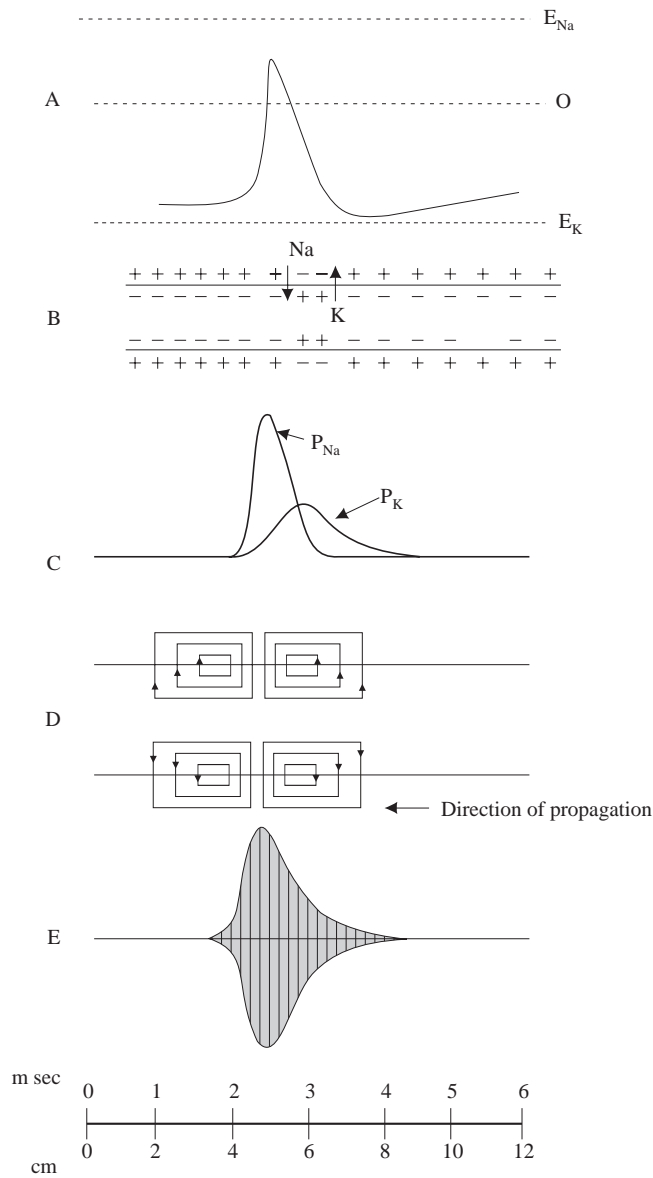 E_Na
A
O
E_K
Na
+ + + + + + + − − + + + + + + + +
− − − − − − − + + − − − − − −
B
K
− − − − − − − + + − − − − − −
+ + + + + + + − − + + + + + + +
P_Na
P_K
C
D
Direction of propagation
E
m sec
0 1 2 3 4 5 6
0 2 4 6 8 10 12
cm